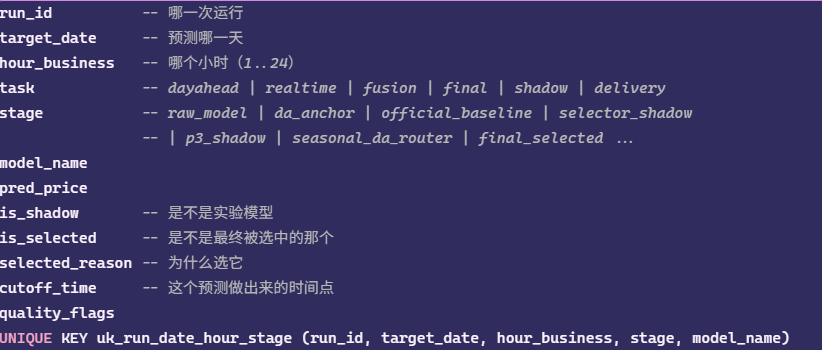 run_id -- 哪一次运行
target_date -- 预测哪一天
hour_business -- 哪个小时（1..24）
task -- dayahead | realtime | fusion | final | shadow | delivery
stage -- raw_model | da_anchor | official_baseline | selector_shadow
-- | p3_shadow | seasonal_da_router | final_selected ...
model_name
pred_price
is_shadow -- 是不是实验模型
is_selected -- 是不是最终被选中的那个
selected_reason -- 为什么选它
cutoff_time -- 这个预测做出来的时间点
quality_flags
UNIQUE KEY uk_run_date_hour_stage (run_id, target_date, hour_business, stage, model_name)